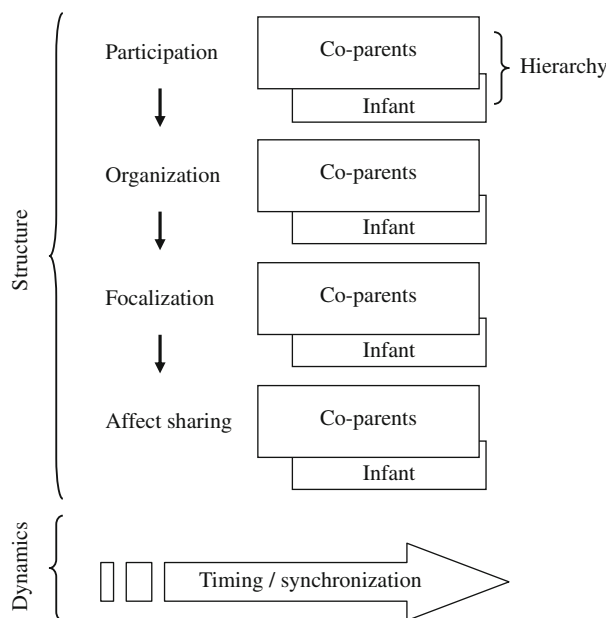 Participation
Co-parents
Infant
Hierarchy
Organization
Co-parents
Infant
Structure
Focalization
Co-parents
Infant
Affect sharing
Co-parents
Infant
Dynamics
Timing / synchronization